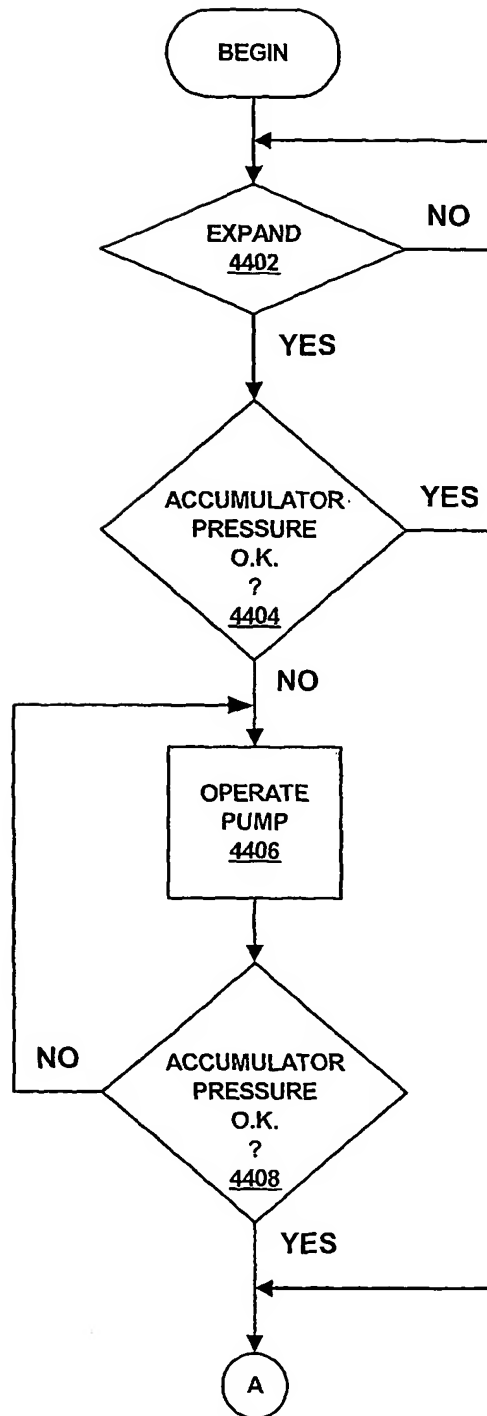 BEGIN
EXPAND
4402
NO
YES
ACCUMULATOR
PRESSURE
O.K.
?
4404
YES
NO
OPERATE
PUMP
4406
ACCUMULATOR
PRESSURE
O.K.
?
4408
NO
YES
A